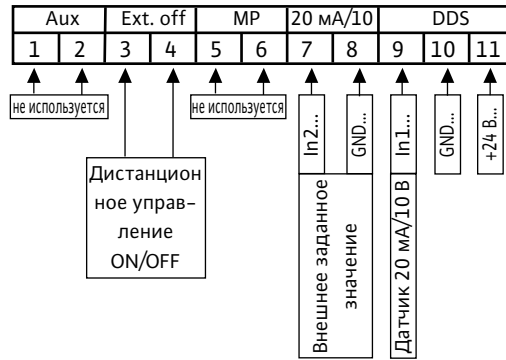 Aux Ext. off MP 20 мА/10 DDS
1 2 3 4 5 6 7 8 9 10 11
не используется
не используется
In2...
GND...
In1...
GND...
+24 В...
Дистанцион
ное управ–
ление
ON/OFF
Внешнее заданное
значение
Датчик 20 мА/10 В